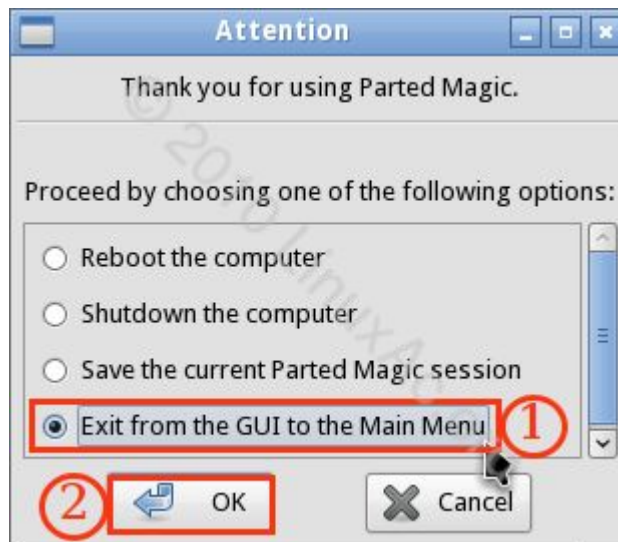 Attention
Thank you for using Parted Magic.
Proceed by choosing one of the following options:
Reboot the computer
Shutdown the computer
Save the current Parted Magic session
Exit from the GUI to the Main Menu
1
2
OK
Cancel
© 2010 LinuxAc